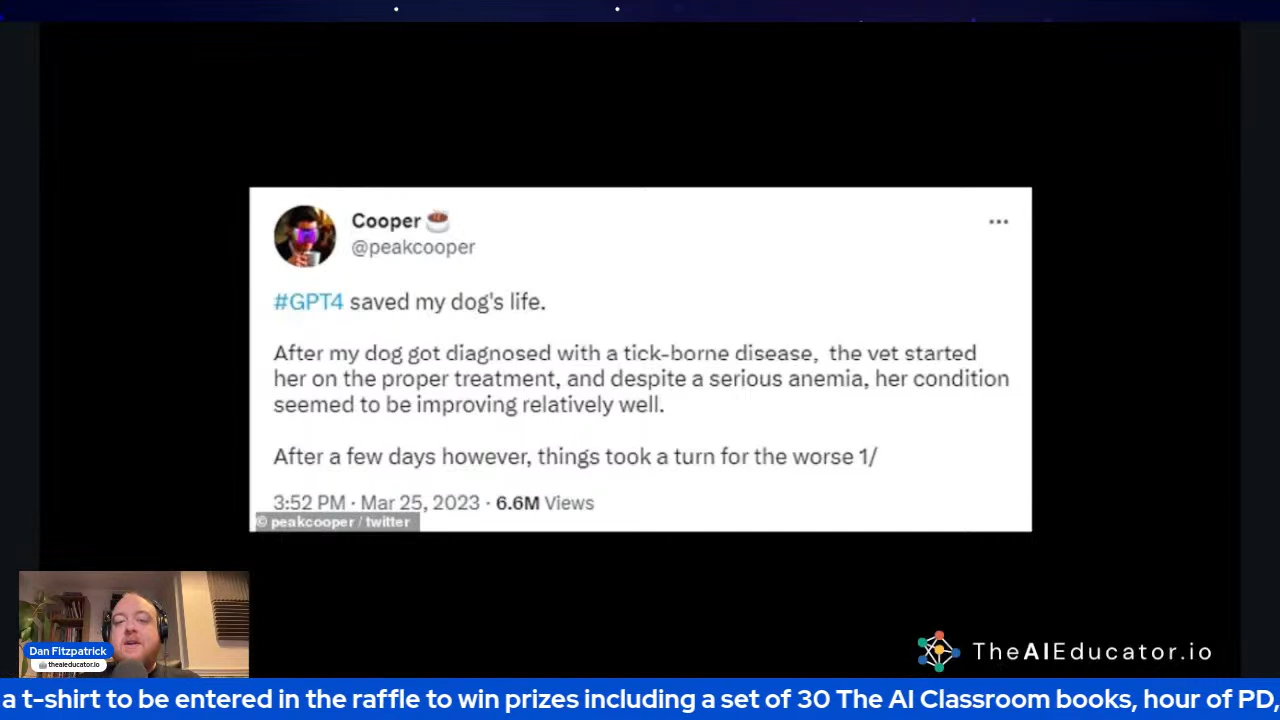 Cooper ☕
@peakcooper
#GPT4 saved my dog's life.
After my dog got diagnosed with a tick-borne disease,  the vet started
her on the proper treatment, and despite a serious anemia, her condition
seemed to be improving relatively well.
After a few days however, things took a turn for the worse 1/
3:52 PM · Mar 25, 2023 · 6.6M Views
© peakcooper / twitter
Dan Fitzpatrick
theaieducator.io
TheAIEducator.io
a t-shirt to be entered in the raffle to win prizes including a set of 30 The AI Classroom books, hour of PD,